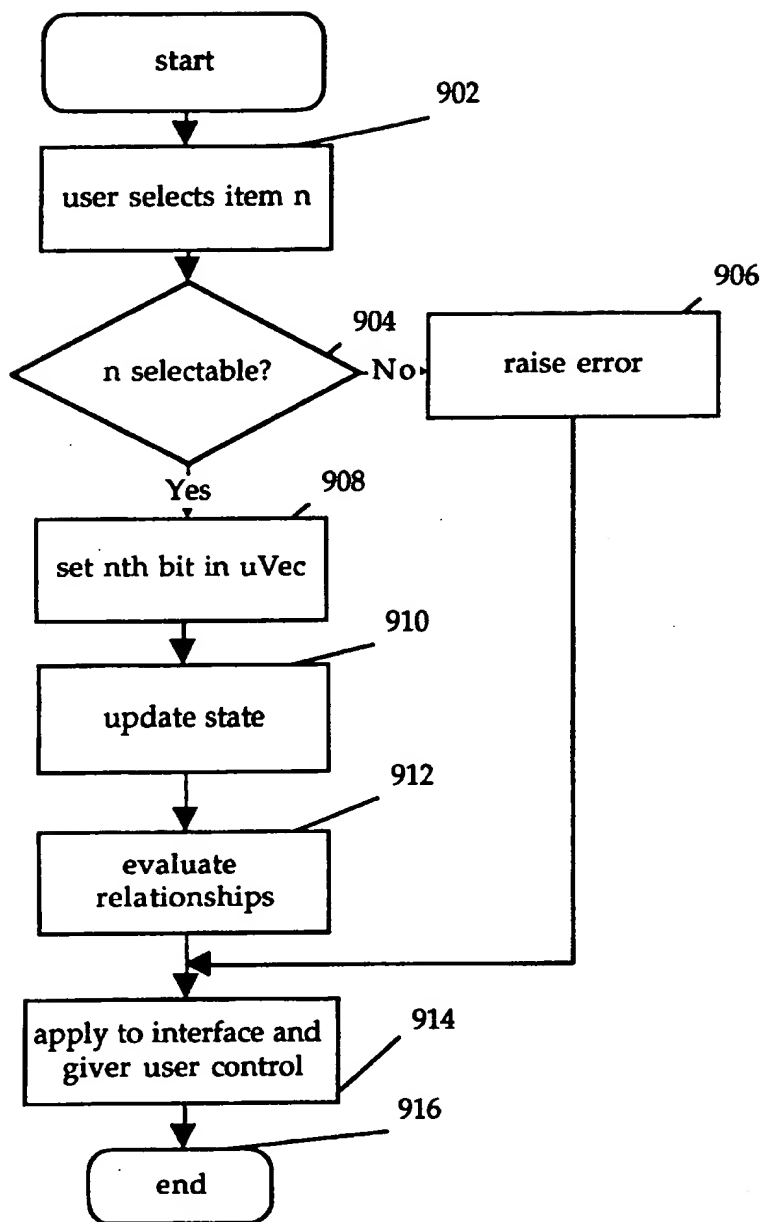 start
902
user selects item n
906
904
n selectable?
No
raise error
Yes
908
set nth bit in uVec
910
update state
912
evaluate
relationships
apply to interface and
giver user control
914
916
end